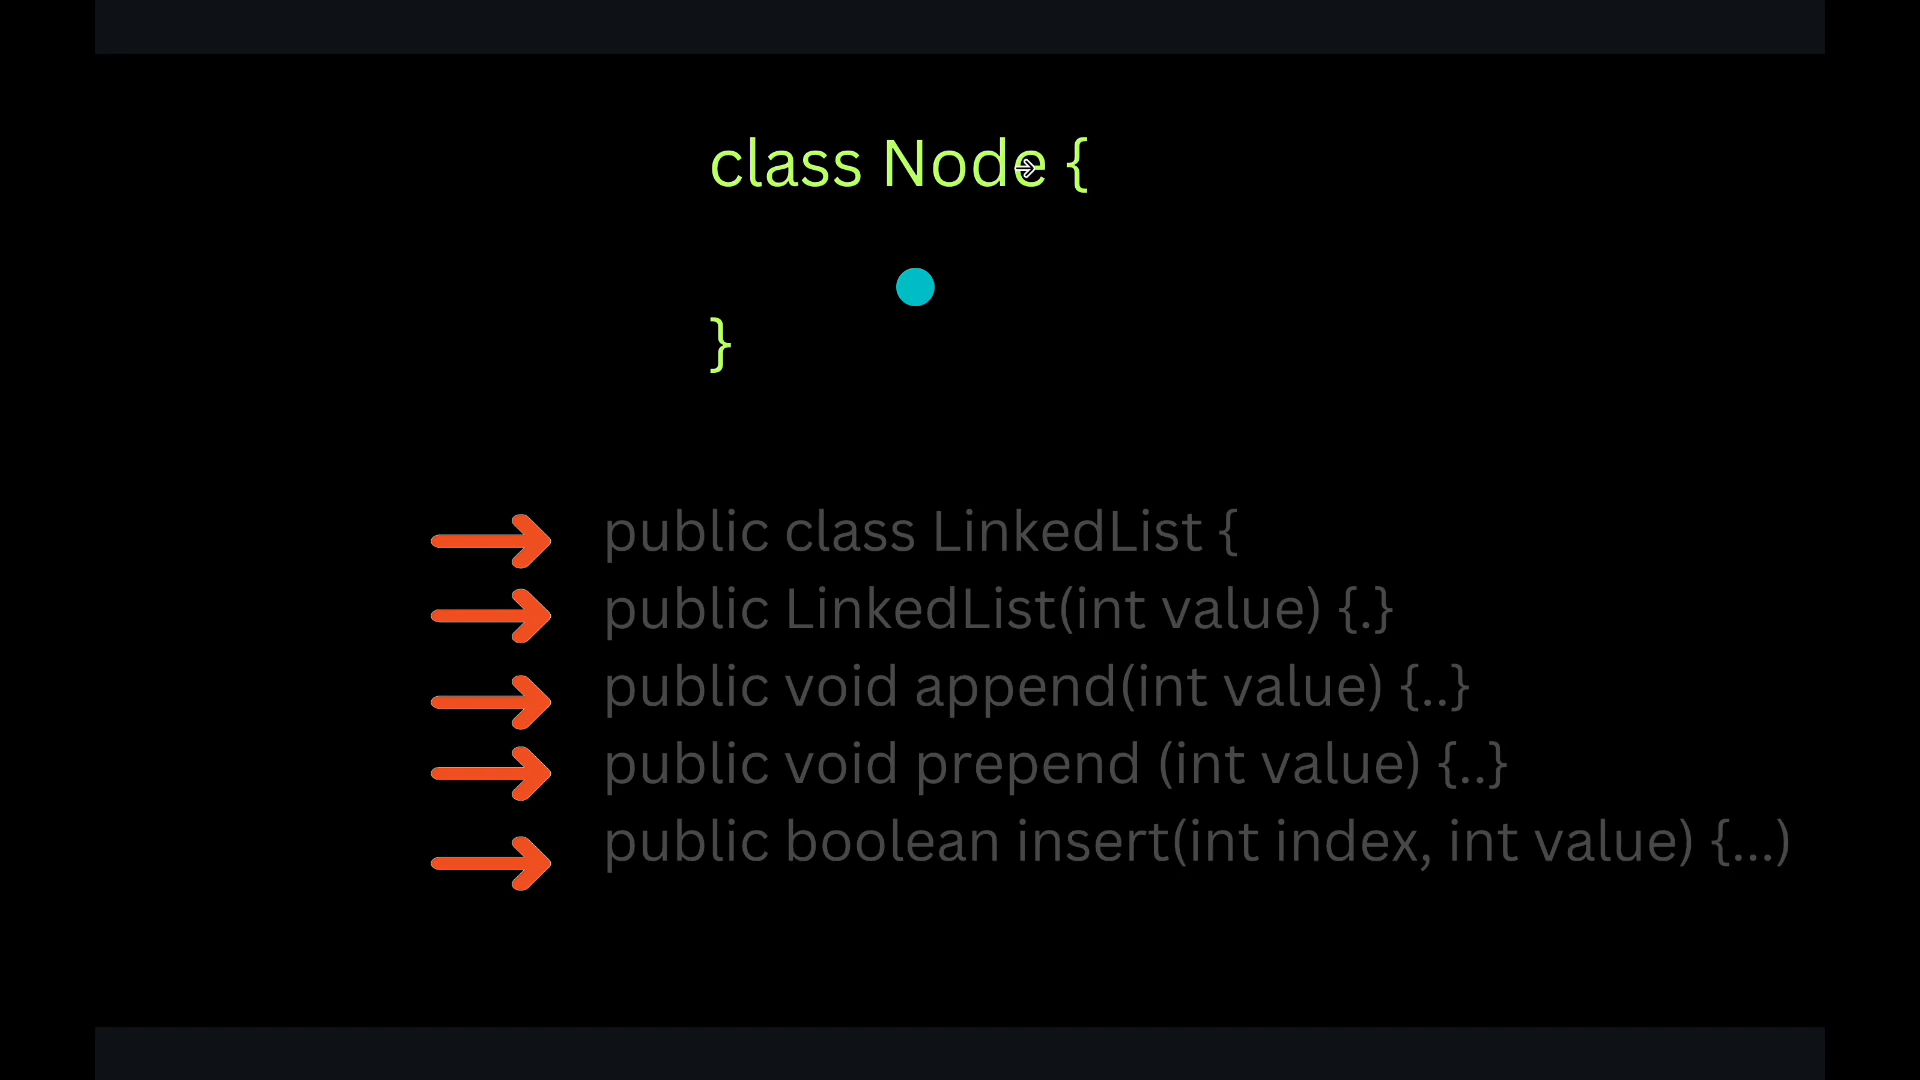 class Node {
}
public class LinkedList {
public LinkedList(int value) {.}
public void append(int value) {..}
public void prepend (int value) {..}
public boolean insert(int index, int value) {...)